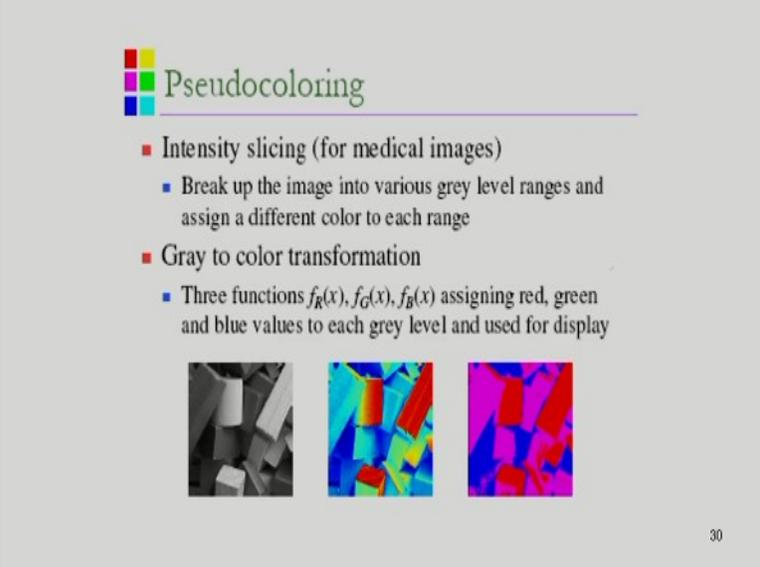 Pseudocoloring
Intensity slicing (for medical images)
Break up the image into various grey level ranges and
assign a different color to each range
Gray to color transformation
Three functions fR(x), fG(x), fB(x) assigning red, green
and blue values to each grey level and used for display
30